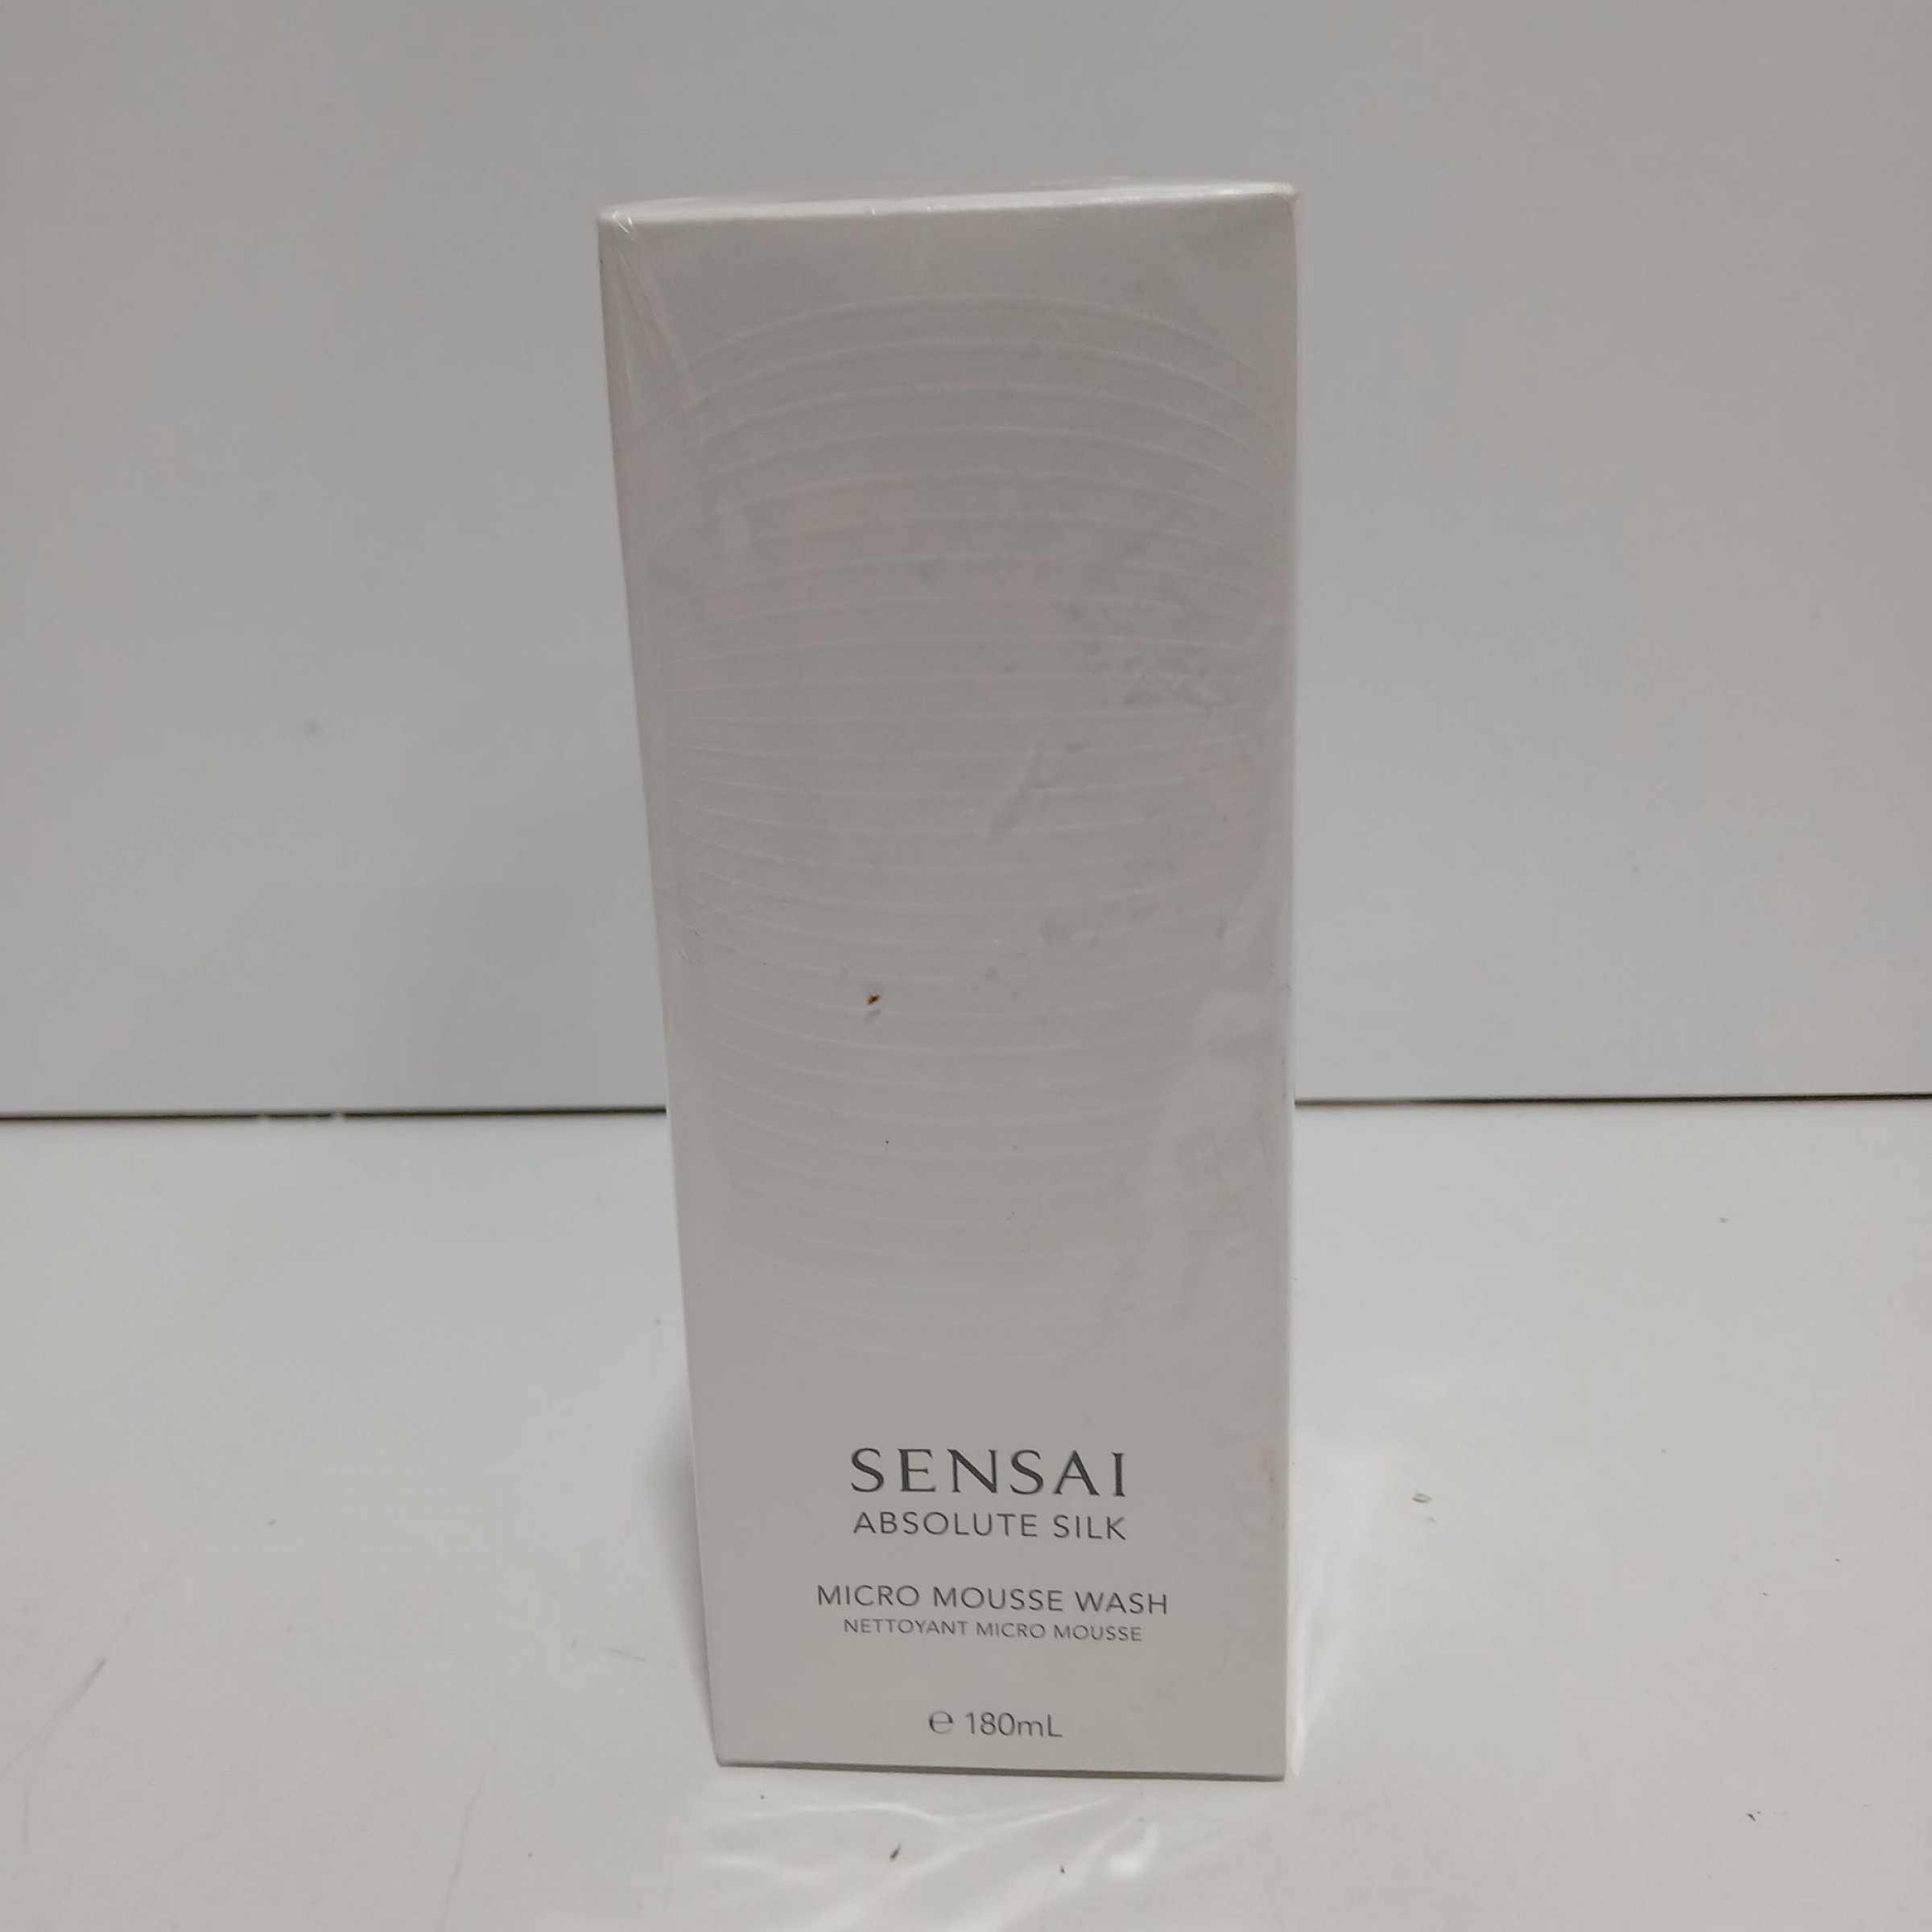 SENSAI
ABSOLUTE SILK
MICRO MOUSSE WASH
NETTOYANT MICRO MOUSSE
℮ 180mL